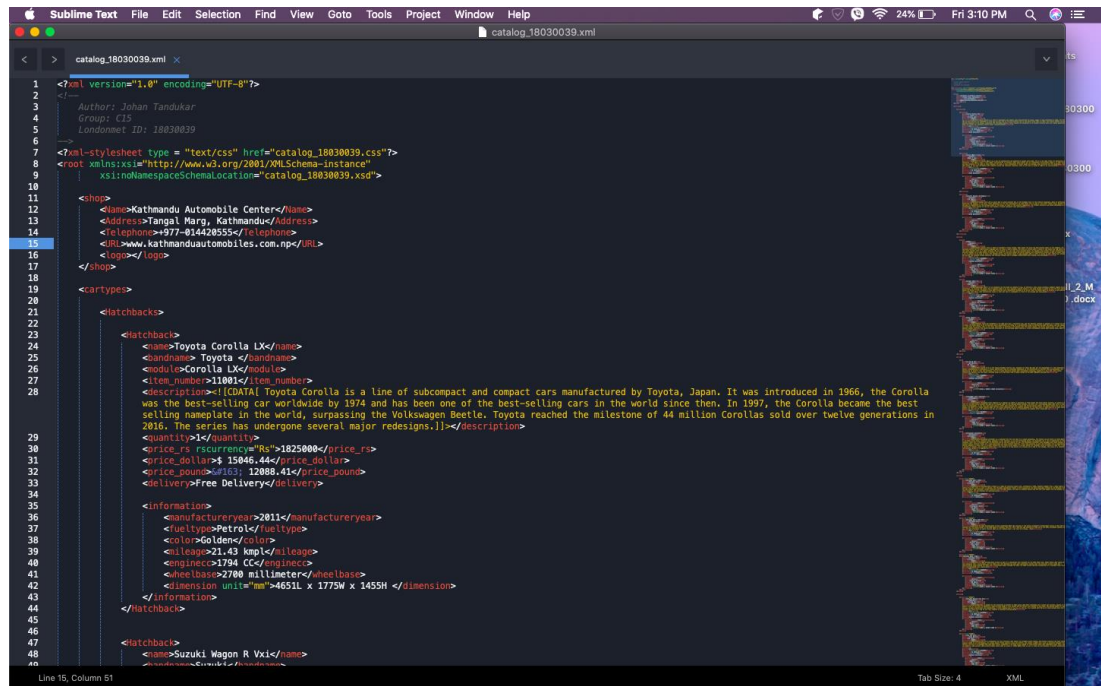 Sublime Text File Edit Selection Find View Goto Tools Project Window Help 24% Fri 3:10 PM
catalog_18030039.xml
catalog_18030039.xml
1 <?xml version="1.0" encoding="UTF-8"?>
2 <!--
3 Author: Johan Tandukar
4 Group: C15
5 Londonmet ID: 18030039
6 -->
7 <?xml-stylesheet type = "text/css" href="catalog_18030039.css"?>
8 <root xmlns:xsi="http://www.w3.org/2001/XMLSchema-instance"
9 xsi:noNamespaceSchemaLocation="catalog_18030039.xsd">
10
11 <shop>
12 <Name>Kathmandu Automobile Center</Name>
13 <Address>Tangal Marg, Kathmandu</Address>
14 <Telephone>+977-014420555</Telephone>
15 <URL>www.kathmanduautomobiles.com.np</URL>
16 <logo></logo>
17 </shop>
18
19 <cartypes>
20
21 <Hatchbacks>
22
23 <Hatchback>
24 <name>Toyota Corolla LX</name>
25 <bandname> Toyota </bandname>
26 <module>Corolla LX</module>
27 <item_number>11001</item_number>
28 <description><![CDATA[ Toyota Corolla is a line of subcompact and compact cars manufactured by Toyota, Japan. It was introduced in 1966, the Corolla
was the best-selling car worldwide by 1974 and has been one of the best-selling cars in the world since then. In 1997, the Corolla became the best
selling nameplate in the world, surpassing the Volkswagen Beetle. Toyota reached the milestone of 44 million Corollas sold over twelve generations in
2016. The series has undergone several major redesigns.]]></description>
29 <quantity>1</quantity>
30 <price_rs rscurrency="Rs">1825000</price_rs>
31 <price_dollar>$ 15046.44</price_dollar>
32 <price_pound>&#163; 12088.41</price_pound>
33 <delivery>Free Delivery</delivery>
34
35 <information>
36 <manufactureryear>2011</manufactureryear>
37 <fueltype>Petrol</fueltype>
38 <color>Golden</color>
39 <mileage>21.43 kmpl</mileage>
40 <enginecc>1794 CC</enginecc>
41 <wheelbase>2700 millimeter</wheelbase>
42 <dimension unit="mm">4651L x 1775W x 1455H </dimension>
43 </information>
44 </Hatchback>
45
46
47 <Hatchback>
48 <name>Suzuki Wagon R Vxi</name>
49 <bandname>Suzuki</bandname>
Line 15, Column 51 Tab Size: 4 XML
ts
30300
0300
x
II_2_M
.docx